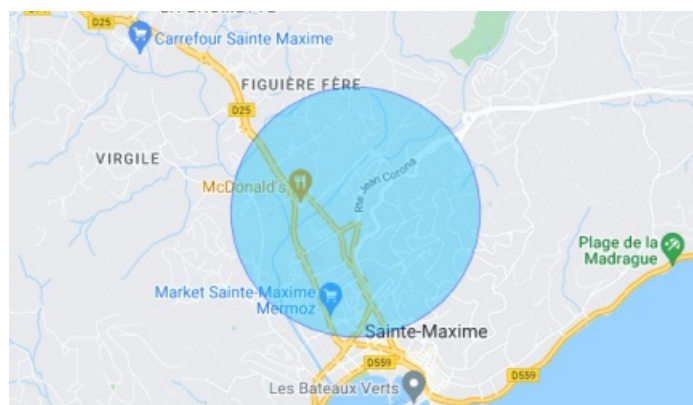 D25
Carrefour Sainte Maxime
FIGUIÈRE FÈRE
D25
VIRGILE
McDonald's
Rte Jean Corona
Plage de la
Madrague
Market Sainte-Maxime
Mermoz
Sainte-Maxime
D559
D559
Les Bateaux Verts